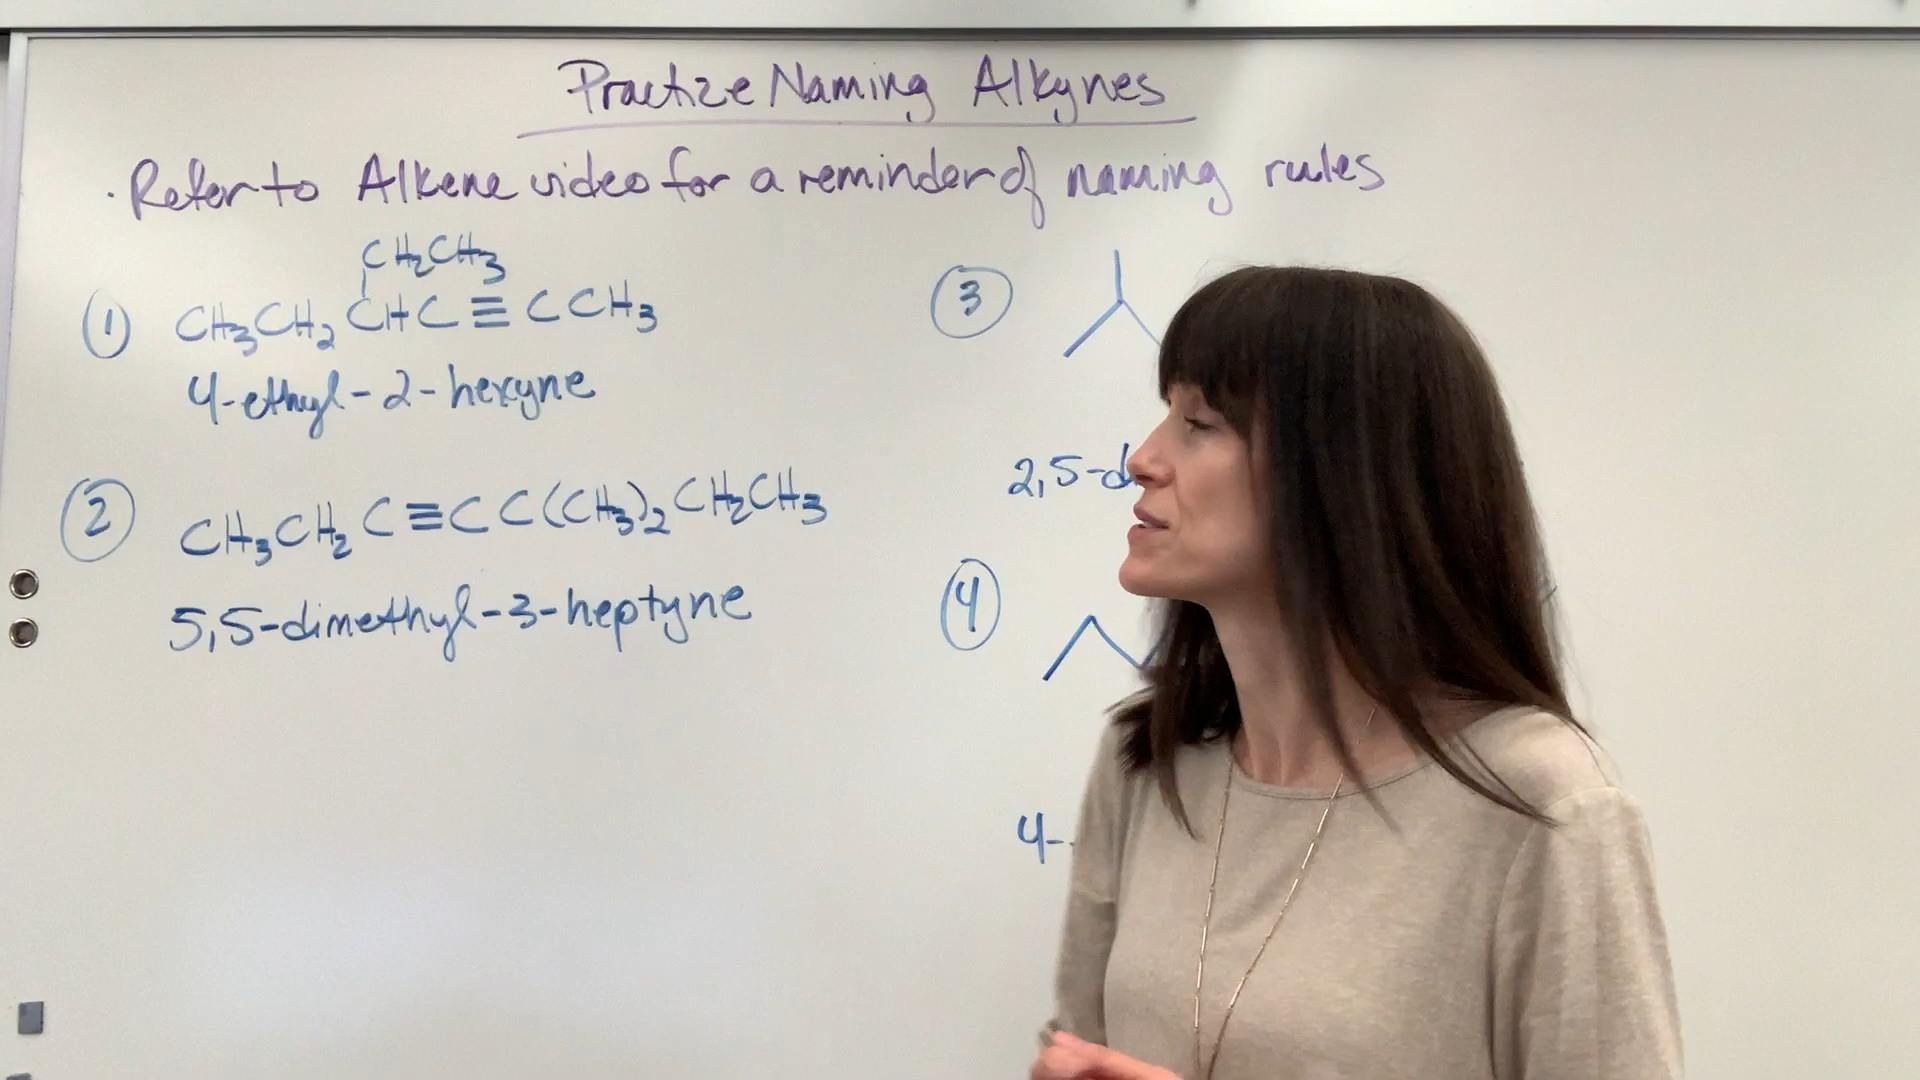 Practize Naming Alkynes
· Refer to Alkene video for a reminder of naming rules
CH₂CH₃
① CH₃CH₂CHC≡CCH₃
4-ethyl-2-hexyne
② CH₃CH₂C≡CC(CH₃)₂CH₂CH₃
5,5-dimethyl-3-heptyne
③
2,5-d
④
4-